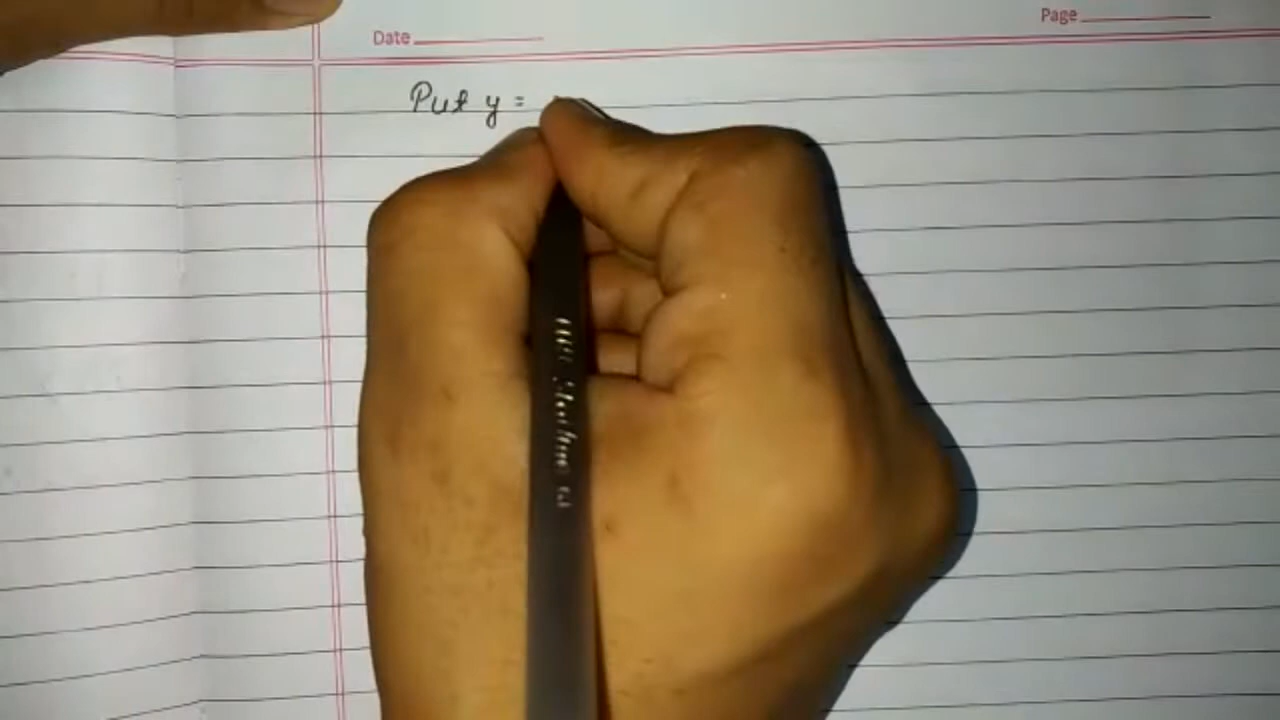 Page
Date
Put y =